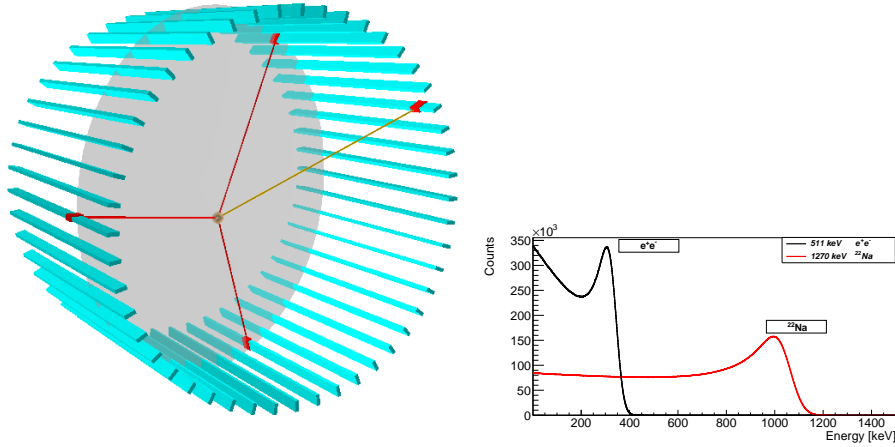 ×10³
Counts
350
300
250
200
150
100
50
0
200 400 600 800 1000 1200 1400
Energy [keV]
e⁺e⁻
²²Na
511 keV e⁺e⁻
1270 keV ²²Na